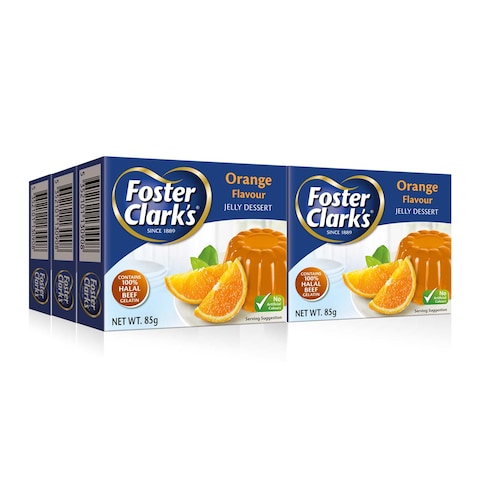 Foster
Clark's®
SINCE 1889
Orange
Flavour
JELLY DESSERT
CONTAINS
100%
HALAL
BEEF
GELATIN
No
Artificial
Colours
NET WT. 85g
Serving Suggestion
Foster
Clark's®
SINCE 1889
Orange
Flavour
JELLY DESSERT
CONTAINS
100%
HALAL
BEEF
GELATIN
No
Artificial
Colours
NET WT. 85g
Serving Suggestion